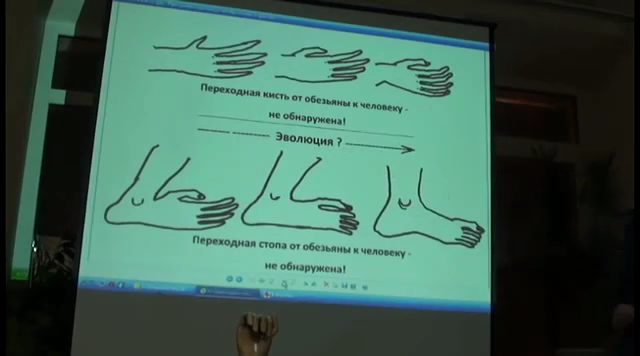 Переходная кисть от обезьяны к человеку -
не обнаружена!
Эволюция ?
Переходная стопа от обезьяны к человеку -
не обнаружена!